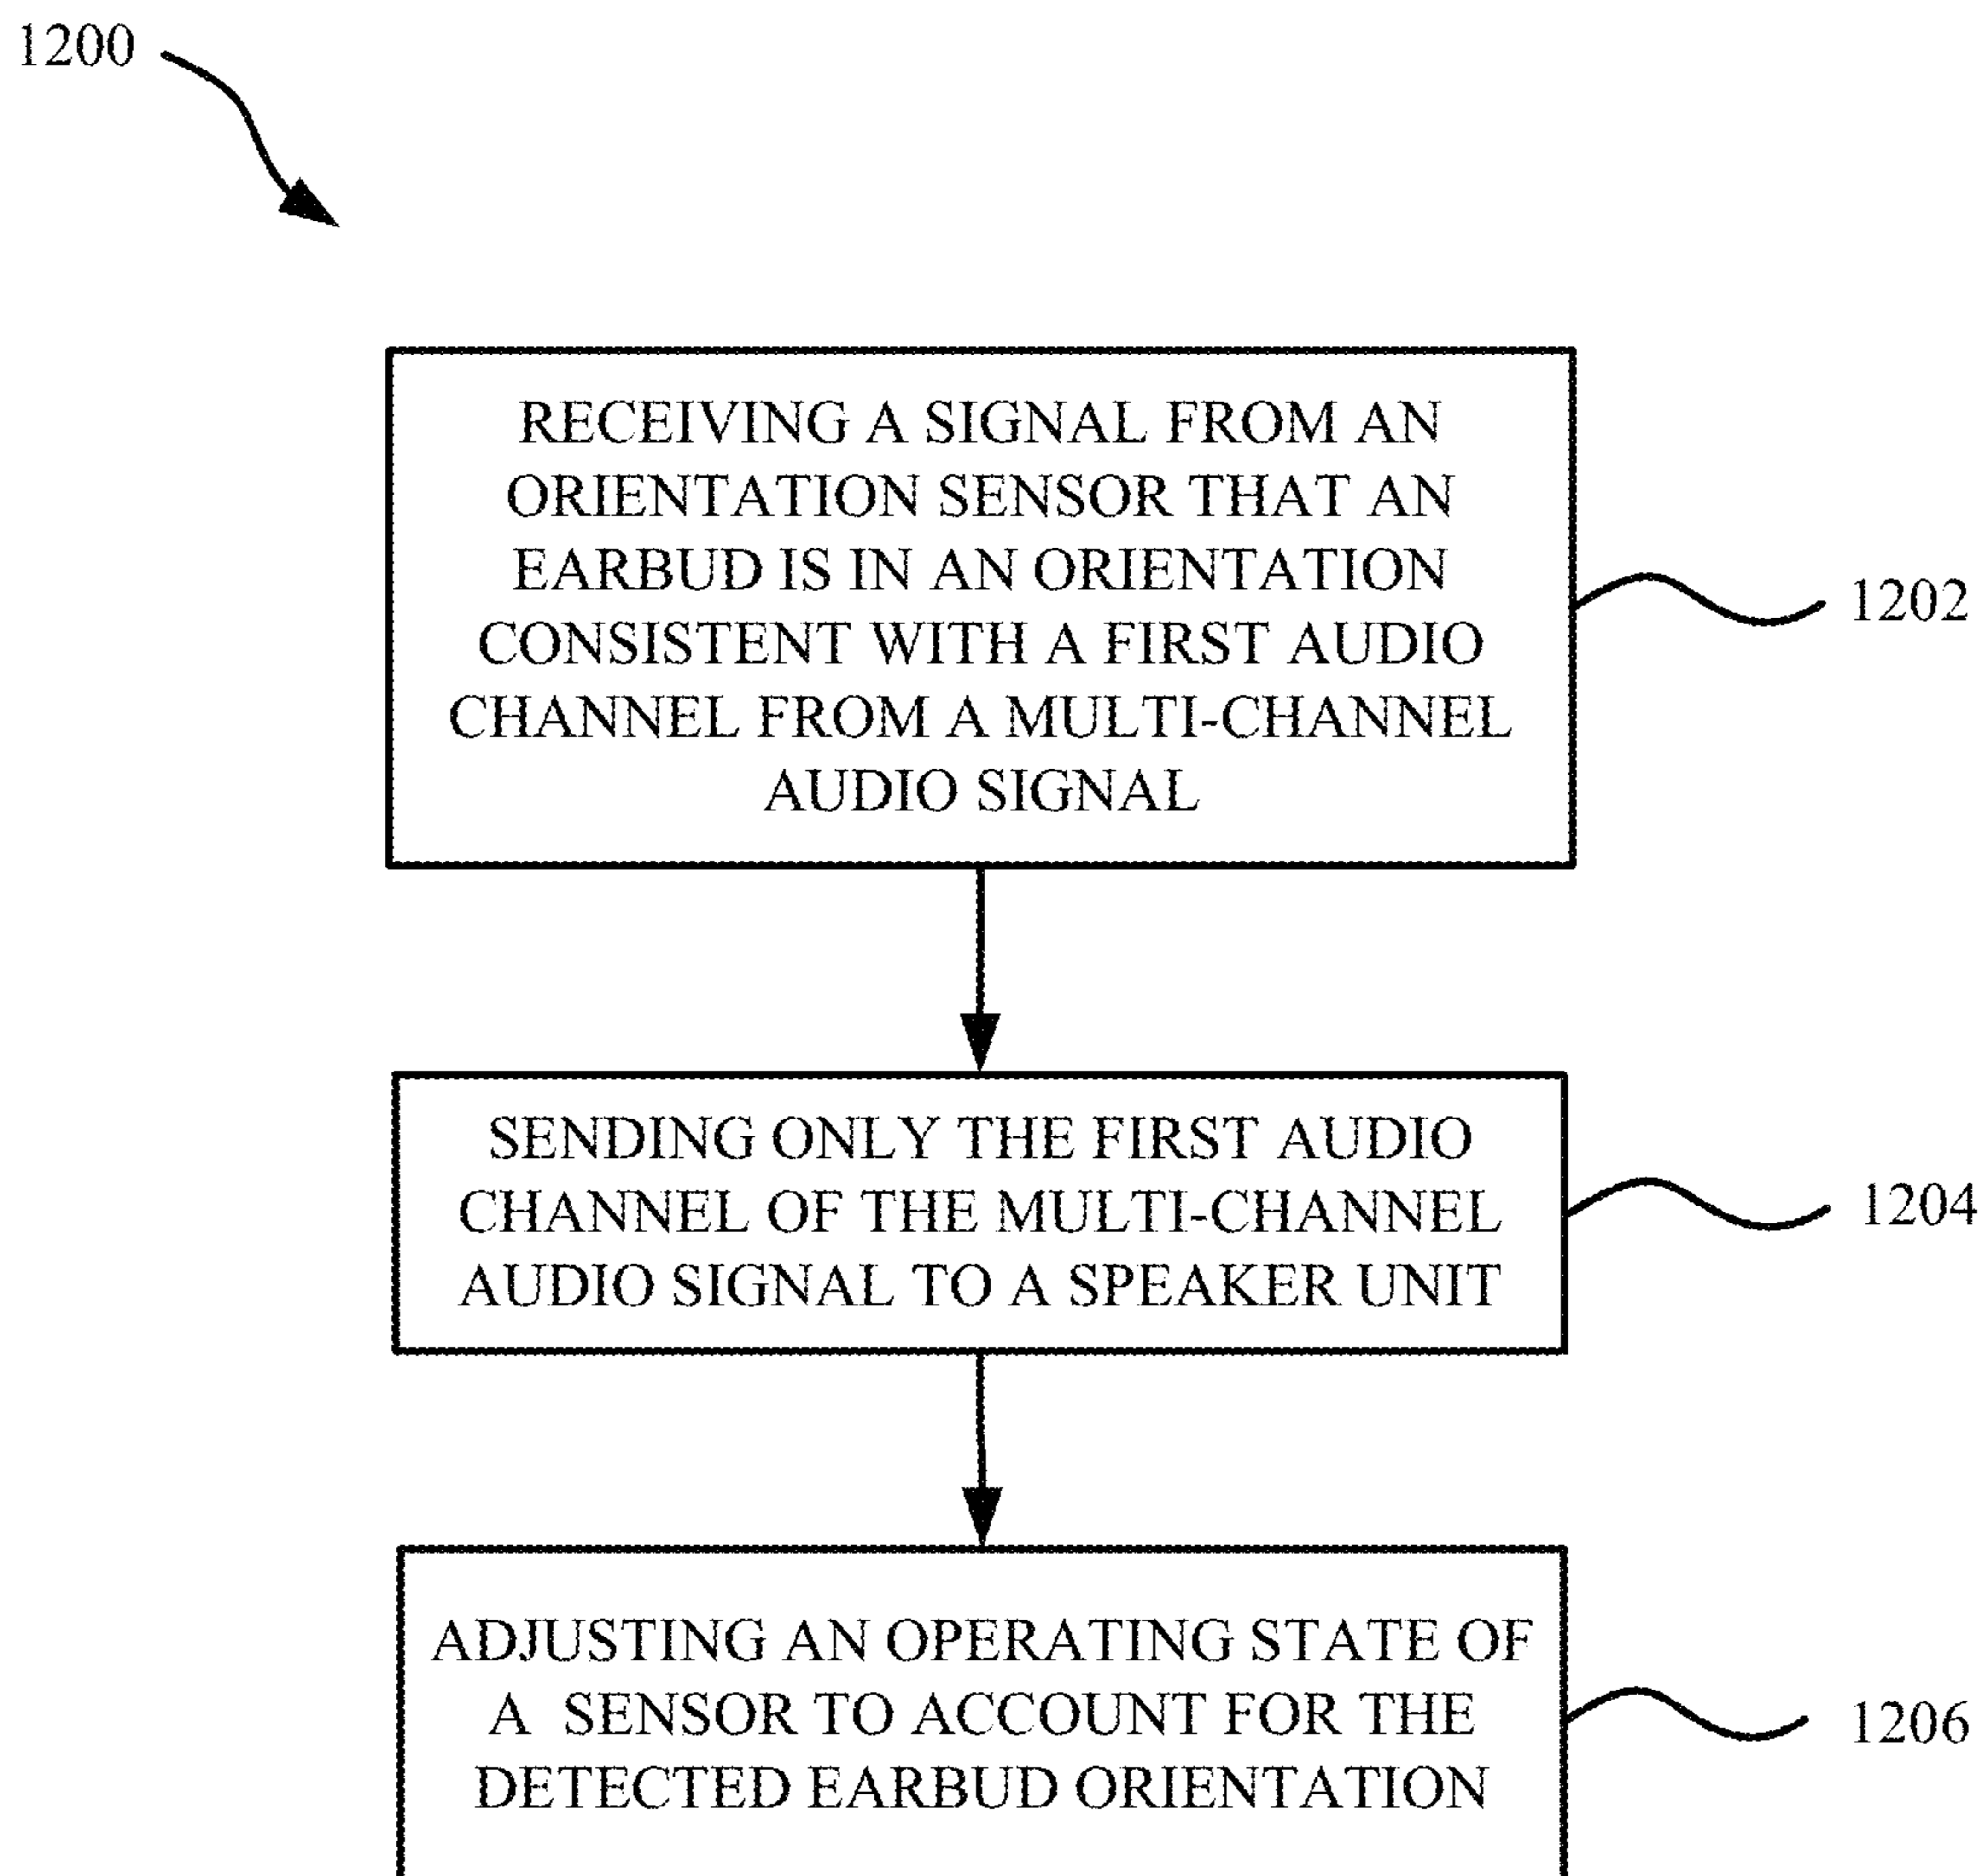 1200
RECEIVING A SIGNAL FROM AN
ORIENTATION SENSOR THAT AN
EARBUD IS IN AN ORIENTATION
CONSISTENT WITH A FIRST AUDIO
CHANNEL FROM A MULTI-CHANNEL
AUDIO SIGNAL
1202
SENDING ONLY THE FIRST AUDIO
CHANNEL OF THE MULTI-CHANNEL
AUDIO SIGNAL TO A SPEAKER UNIT
1204
ADJUSTING AN OPERATING STATE OF
A SENSOR TO ACCOUNT FOR THE
DETECTED EARBUD ORIENTATION
1206